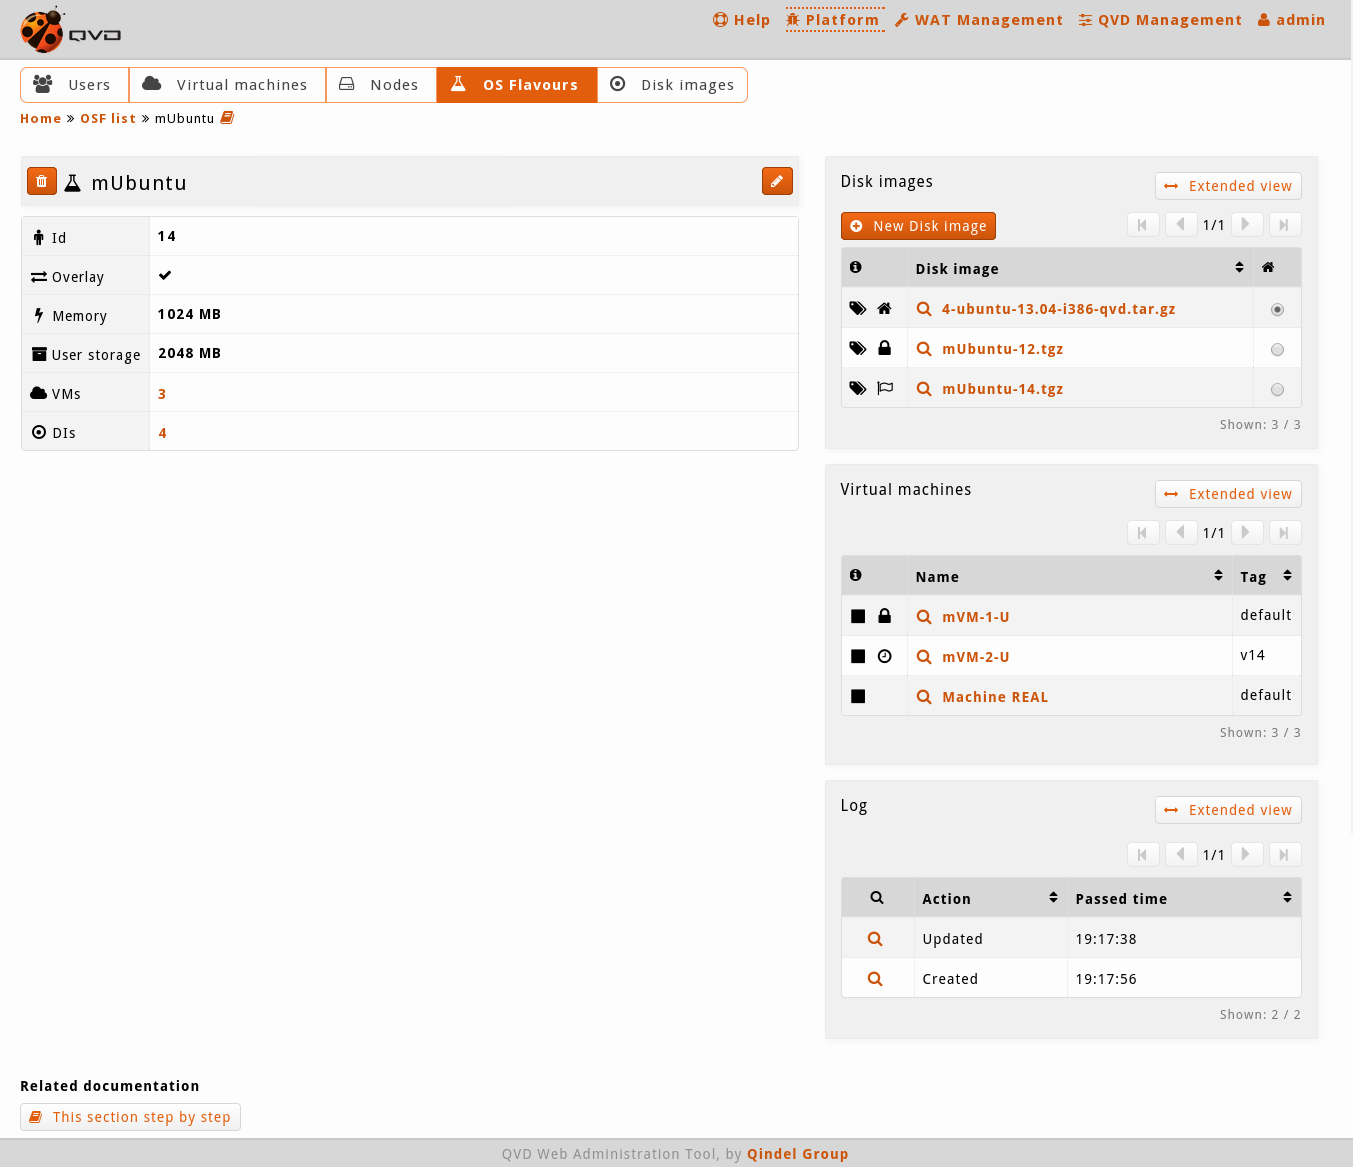 QVD
Help Platform WAT Management QVD Management admin
Users Virtual machines Nodes OS Flavours Disk images
Home » OSF list » mUbuntu
mUbuntu
Id 14
Overlay
Memory 1024 MB
User storage 2048 MB
VMs 3
DIs 4
Disk images
Extended view
New Disk image 1/1
Disk image
4-ubuntu-13.04-i386-qvd.tar.gz
mUbuntu-12.tgz
mUbuntu-14.tgz
Shown: 3 / 3
Virtual machines
Extended view
1/1
Name Tag
mVM-1-U default
mVM-2-U v14
Machine REAL default
Shown: 3 / 3
Log
Extended view
1/1
Action Passed time
Updated 19:17:38
Created 19:17:56
Shown: 2 / 2
Related documentation
This section step by step
QVD Web Administration Tool, by Qindel Group